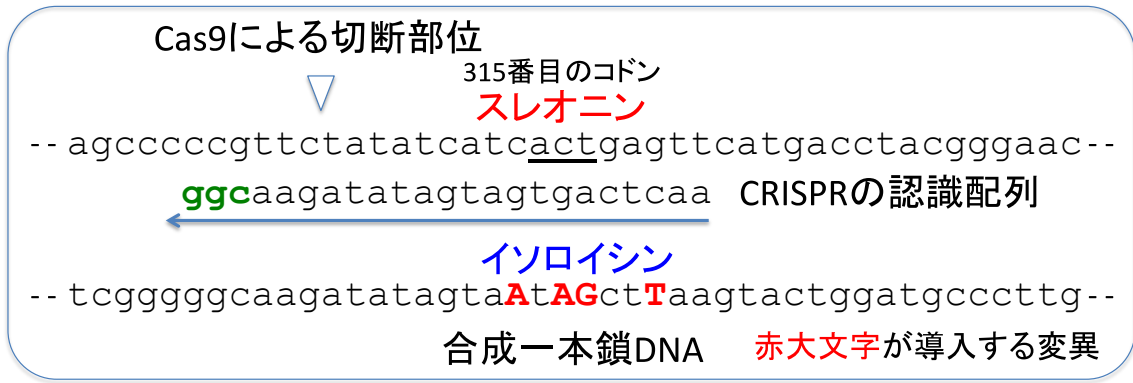 Cas9による切断部位
315番目のコドン
スレオニン
-- agcccccgttctatatcatcactgagttcatgacctacgggaac--
ggcaagatatagtagtgactcaa CRISPRの認識配列
イソロイシン
-- tcgggggcaagatatagtaAtAGctTaagtactggatgcccttg--
合成一本鎖DNA 赤大文字が導入する変異